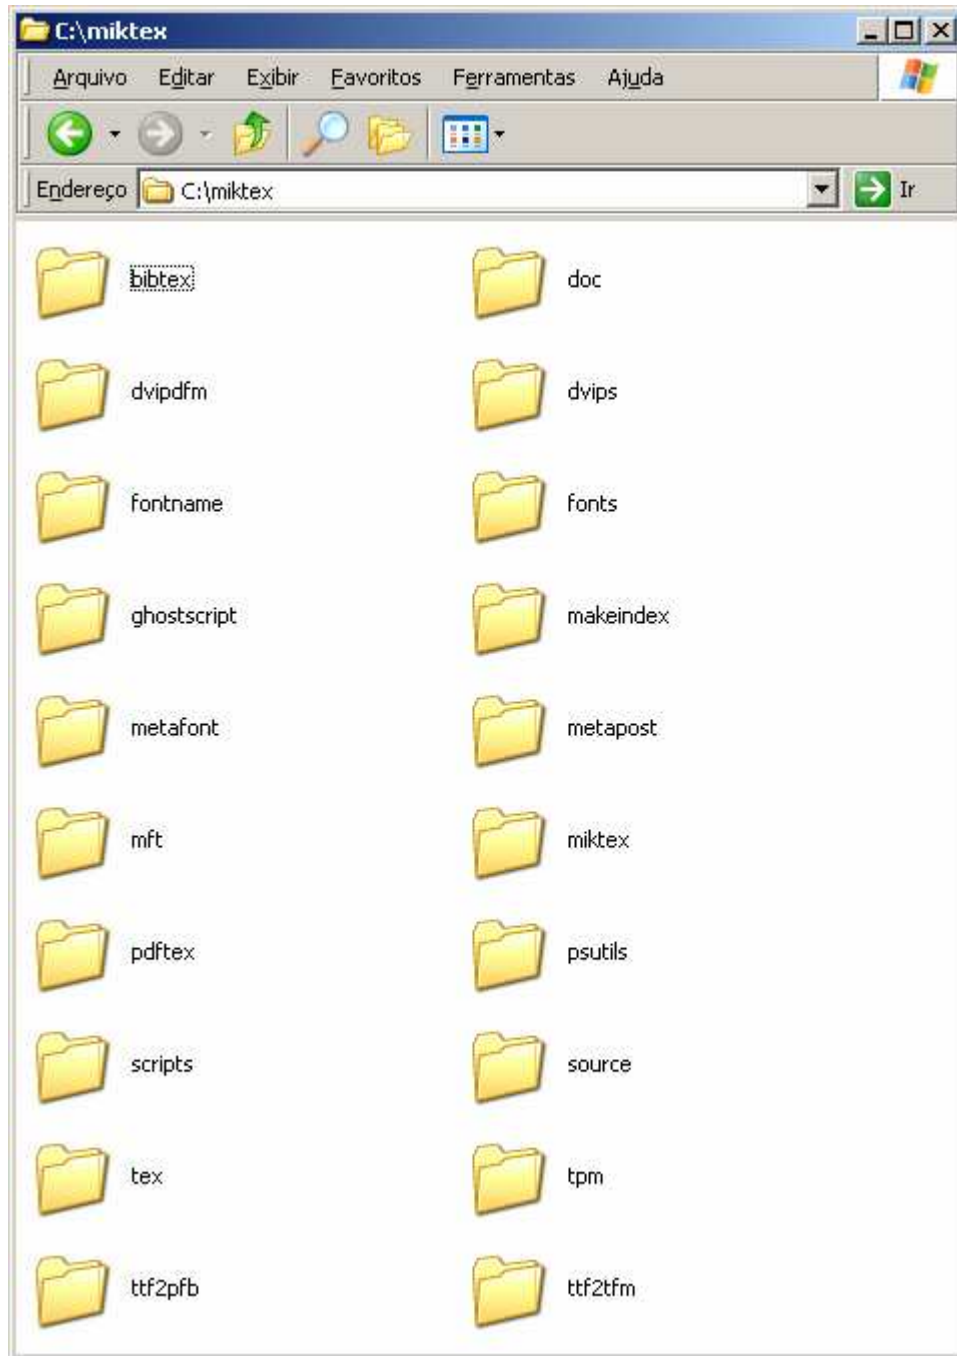 C:\miktex
Arquivo Editar Exibir Favoritos Ferramentas Ajuda
Endereço C:\miktex Ir
bibtex doc
dvipdfm dvips
fontname fonts
ghostscript makeindex
metafont metapost
mft miktex
pdftex psutils
scripts source
tex tpm
ttf2pfb ttf2tfm